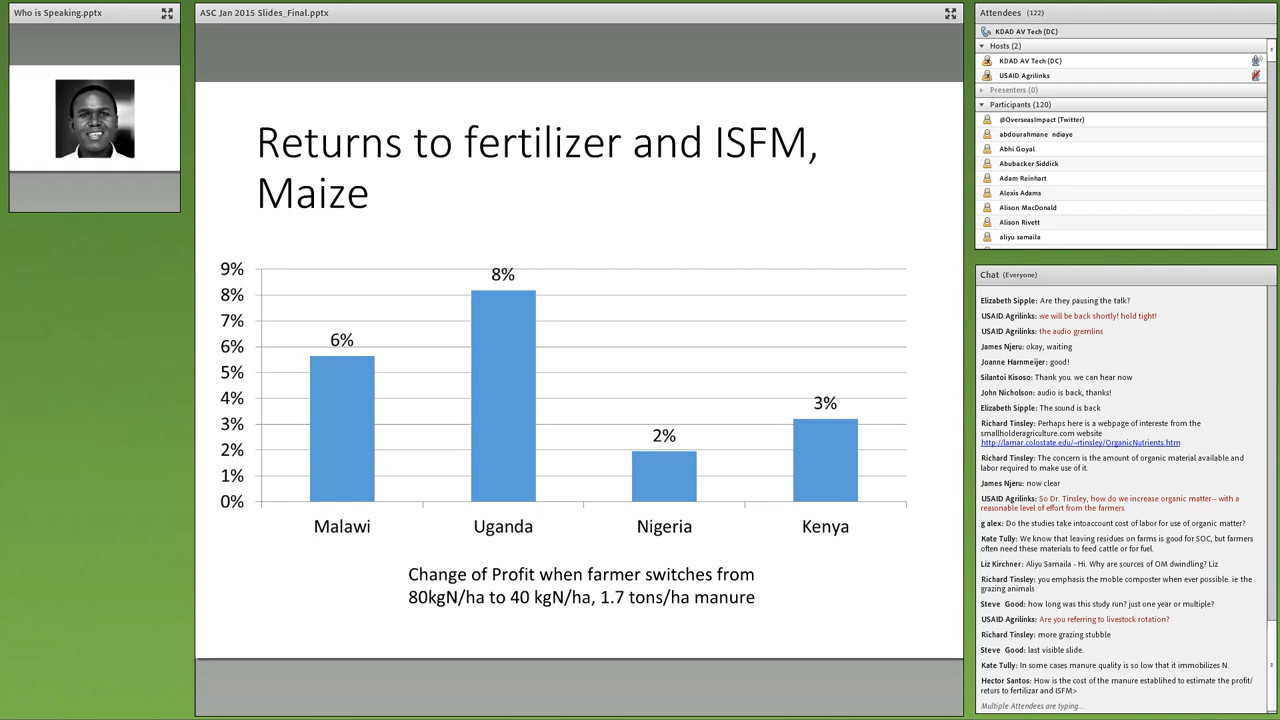 Who is Speaking.pptx
ASC Jan 2015 Slides_Final.pptx
Returns to fertilizer and ISFM,
Maize
9%
8%
7%
6%
5%
4%
3%
2%
1%
0%
6%
8%
2%
3%
Malawi
Uganda
Nigeria
Kenya
Change of Profit when farmer switches from
80kgN/ha to 40 kgN/ha, 1.7 tons/ha manure
Attendees (122)
KDAD AV Tech (DC)
Hosts (2)
KDAD AV Tech (DC)
USAID Agrilinks
Presenters (0)
Participants (120)
@OverseasImpact (Twitter)
abdourahmane ndiaye
Abhi Goyal
Abubacker Siddick
Adam Reinhart
Alexis Adams
Alison MacDonald
Alison Rivett
aliyu samaila
Chat (Everyone)
Elizabeth Sipple: Are they pausing the talk?
USAID Agrilinks: we will be back shortly! hold tight!
USAID Agrilinks: the audio gremlins
James Njeru: okay, waiting
Joanne Harnmeijer: good!
Silantoi Kisoso: Thank you. we can hear now
John Nicholson: audio is back, thanks!
Elizabeth Sipple: The sound is back
Richard Tinsley: Perhaps here is a webpage of intereste from the
smallholderagriculture.com website
http://lamar.colostate.edu/~rtinsley/OrganicNutrients.htm
Richard Tinsley: The concern is the amount of organic material available and
labor required to make use of it.
James Njeru: now clear
USAID Agrilinks: So Dr. Tinsley, how do we increase organic matter-- with a
reasonable level of effort from the farmers
g alex: Do the studies take intoaccount cost of labor for use of organic matter?
Kate Tully: We know that leaving residues on farms is good for SOC, but farmers
often need these materials to feed cattle or for fuel.
Liz Kirchner: Aliyu Samaila - Hi. Why are sources of OM dwindling? Liz
Richard Tinsley: you emphasis the moble composter when ever possible. ie the
grazing animals
Steve Good: how long was this study run? just one year or multiple?
USAID Agrilinks: Are you referring to livestock rotation?
Richard Tinsley: more grazing stubble
Steve Good: last visible slide.
Kate Tully: In some cases manure quality is so low that it immobilizes N.
Hector Santos: How is the cost of the manure establihed to estimate the profit/
returs to fertilizar and ISFM>
Multiple Attendees are typing...